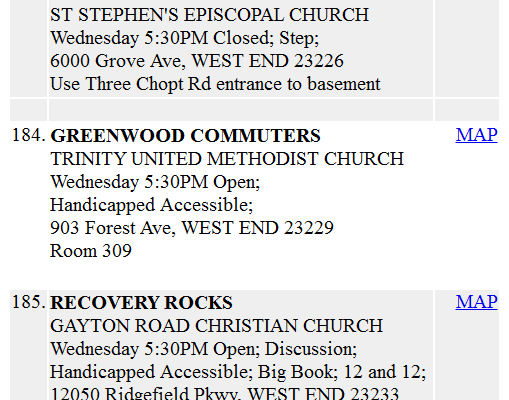 ST STEPHEN'S EPISCOPAL CHURCH
Wednesday 5:30PM Closed; Step;
6000 Grove Ave, WEST END 23226
Use Three Chopt Rd entrance to basement
184. GREENWOOD COMMUTERS MAP
TRINITY UNITED METHODIST CHURCH
Wednesday 5:30PM Open;
Handicapped Accessible;
903 Forest Ave, WEST END 23229
Room 309
185. RECOVERY ROCKS MAP
GAYTON ROAD CHRISTIAN CHURCH
Wednesday 5:30PM Open; Discussion;
Handicapped Accessible; Big Book; 12 and 12;
12050 Ridgefield Pkwy, WEST END 23233